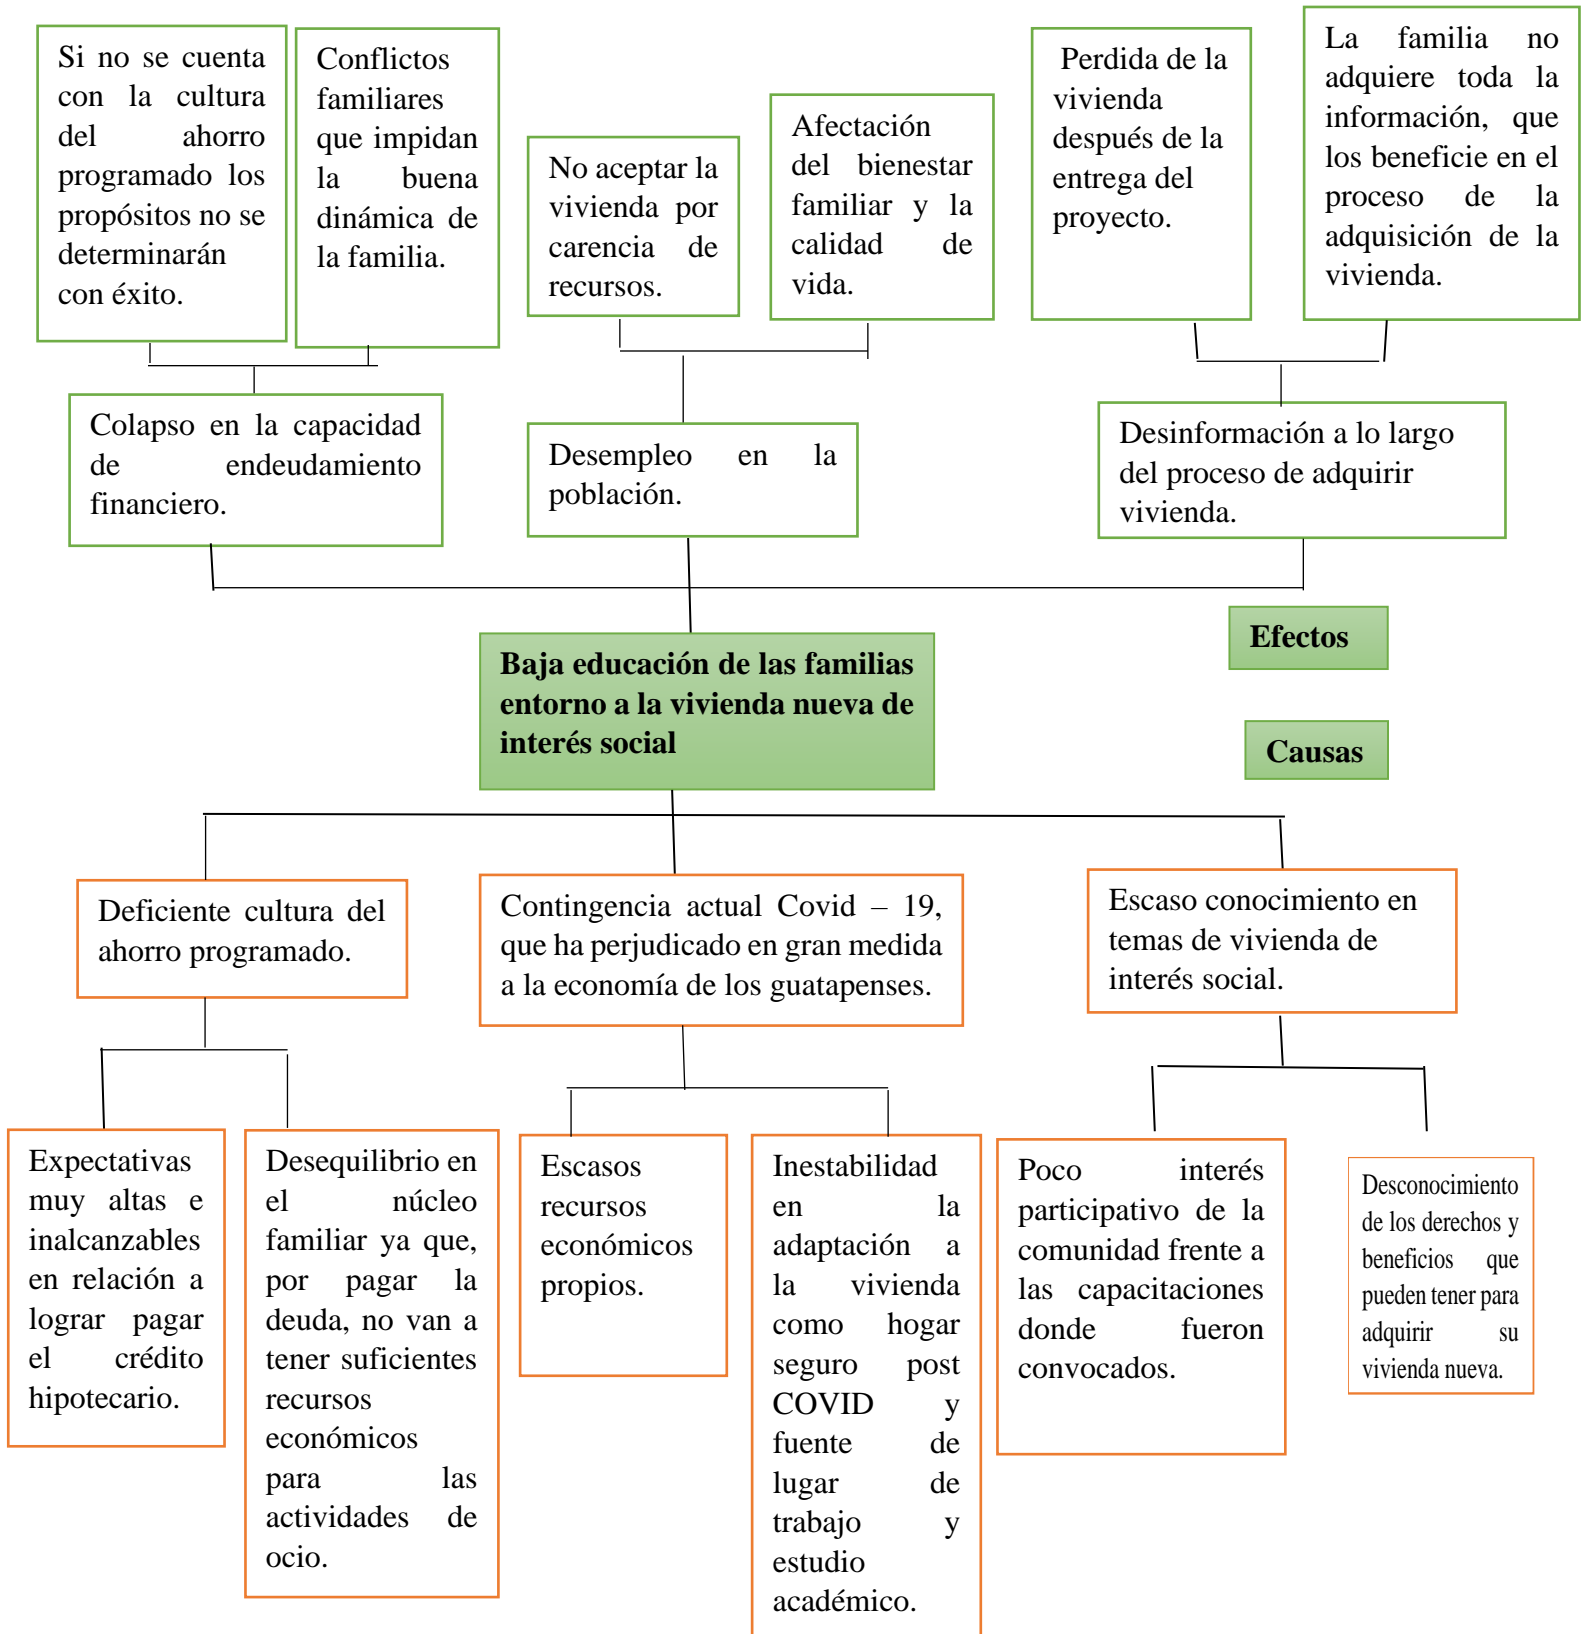 Si no se cuenta
con la cultura
del ahorro
programado los
propósitos no se
determinarán
con éxito.
Conflictos
familiares
que impidan
la buena
dinámica de
la familia.
No aceptar la
vivienda por
carencia de
recursos.
Afectación
del bienestar
familiar y la
calidad de
vida.
Perdida de la
vivienda
después de la
entrega del
proyecto.
La familia no
adquiere toda la
información, que
los beneficie en el
proceso de la
adquisición de la
vivienda.
Colapso en la capacidad
de endeudamiento
financiero.
Desempleo en la
población.
Desinformación a lo largo
del proceso de adquirir
vivienda.
Efectos
Baja educación de las familias
entorno a la vivienda nueva de
interés social
Causas
Deficiente cultura del
ahorro programado.
Contingencia actual Covid – 19,
que ha perjudicado en gran medida
a la economía de los guatapenses.
Escaso conocimiento en
temas de vivienda de
interés social.
Expectativas
muy altas e
inalcanzables
en relación a
lograr pagar
el crédito
hipotecario.
Desequilibrio en
el núcleo
familiar ya que,
por pagar la
deuda, no van a
tener suficientes
recursos
económicos
para las
actividades de
ocio.
Escasos
recursos
económicos
propios.
Inestabilidad
en la
adaptación a
la vivienda
como hogar
seguro post
COVID y
fuente de
lugar de
trabajo y
estudio
académico.
Poco interés
participativo de la
comunidad frente a
las capacitaciones
donde fueron
convocados.
Desconocimiento
de los derechos y
beneficios que
pueden tener para
adquirir su
vivienda nueva.